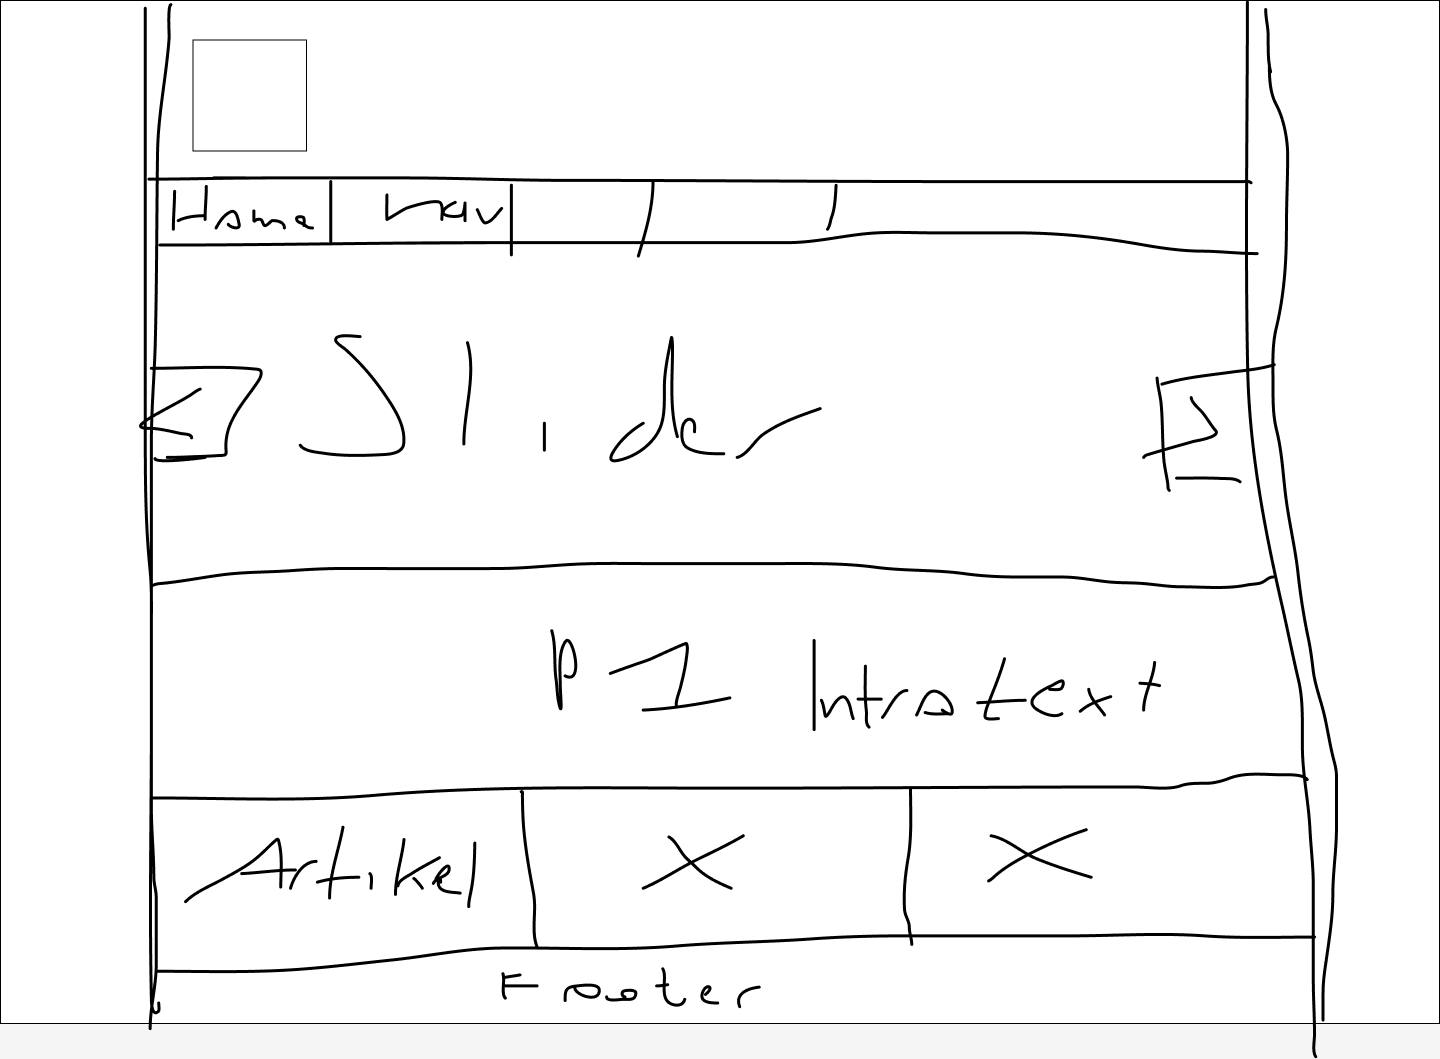 Home nav
< Slider >
P1 Introtext
Artikel X X
Footer